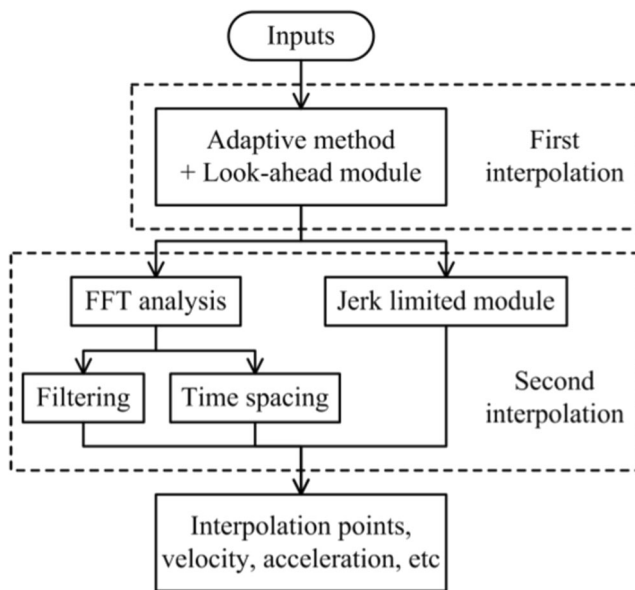 Inputs
Adaptive method
+ Look-ahead module
First
interpolation
FFT analysis
Jerk limited module
Filtering
Time spacing
Second
interpolation
Interpolation points,
velocity, acceleration, etc